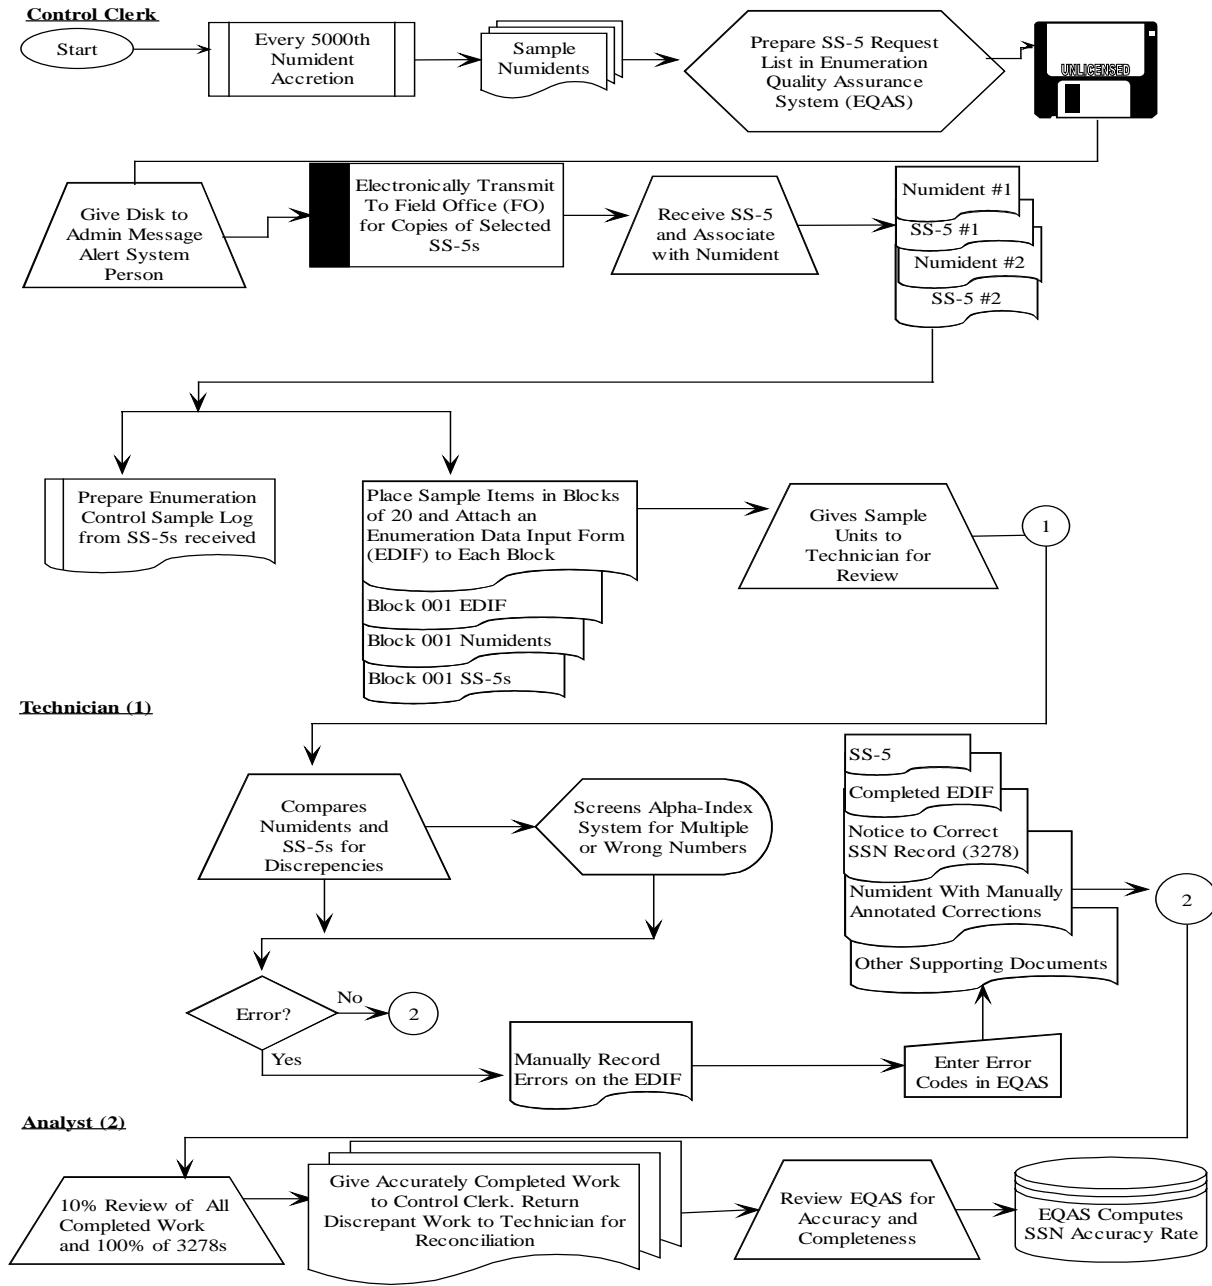 Control Clerk
Start
Every 5000th
Numident
Accretion
Sample
Numidents
Prepare SS-5 Request
List in Enumeration
Quality Assurance
System (EQAS)
UNLICENSED
Give Disk to
Admin Message
Alert System
Person
Electronically Transmit
To Field Office (FO)
for Copies of Selected
SS-5s
Receive SS-5
and Associate
with Numident
Numident #1
SS-5 #1
Numident #2
SS-5 #2
Prepare Enumeration
Control Sample Log
from SS-5s received
Place Sample Items in Blocks
of 20 and Attach an
Enumeration Data Input Form
(EDIF) to Each Block
Block 001 EDIF
Block 001 Numidents
Block 001 SS-5s
Gives Sample
Units to
Technician for
Review
1
Technician (1)
Compares
Numidents and
SS-5s for
Discrepencies
Screens Alpha-Index
System for Multiple
or Wrong Numbers
SS-5
Completed EDIF
Notice to Correct
SSN Record (3278)
Numident With Manually
Annotated Corrections
Other Supporting Documents
2
Error?
No
2
Yes
Manually Record
Errors on the EDIF
Enter Error
Codes in EQAS
Analyst (2)
10% Review of All
Completed Work
and 100% of 3278s
Give Accurately Completed Work
to Control Clerk. Return
Discrepant Work to Technician for
Reconciliation
Review EQAS for
Accuracy and
Completeness
EQAS Computes
SSN Accuracy Rate